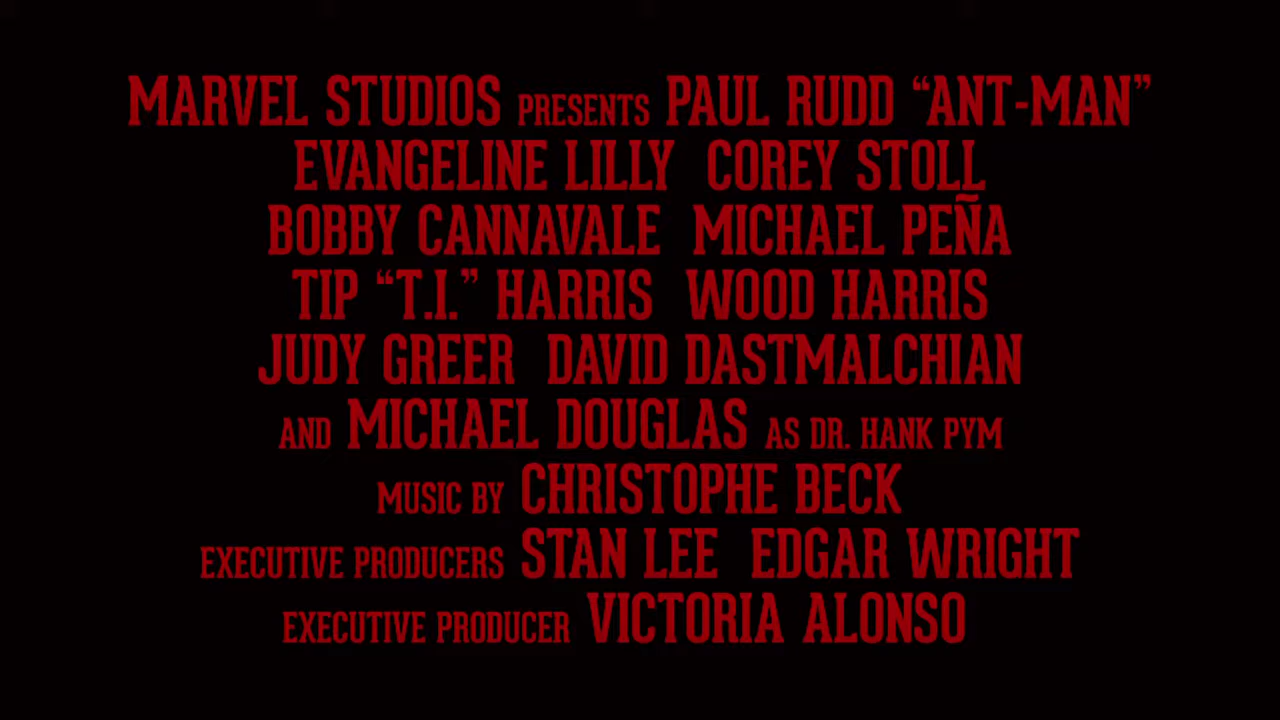 MARVEL STUDIOS PRESENTS PAUL RUDD “ANT-MAN”
EVANGELINE LILLY COREY STOLL
BOBBY CANNAVALE MICHAEL PEÑA
TIP “T.I.” HARRIS WOOD HARRIS
JUDY GREER DAVID DASTMALCHIAN
AND MICHAEL DOUGLAS AS DR. HANK PYM
MUSIC BY CHRISTOPHE BECK
EXECUTIVE PRODUCERS STAN LEE EDGAR WRIGHT
EXECUTIVE PRODUCER VICTORIA ALONSO